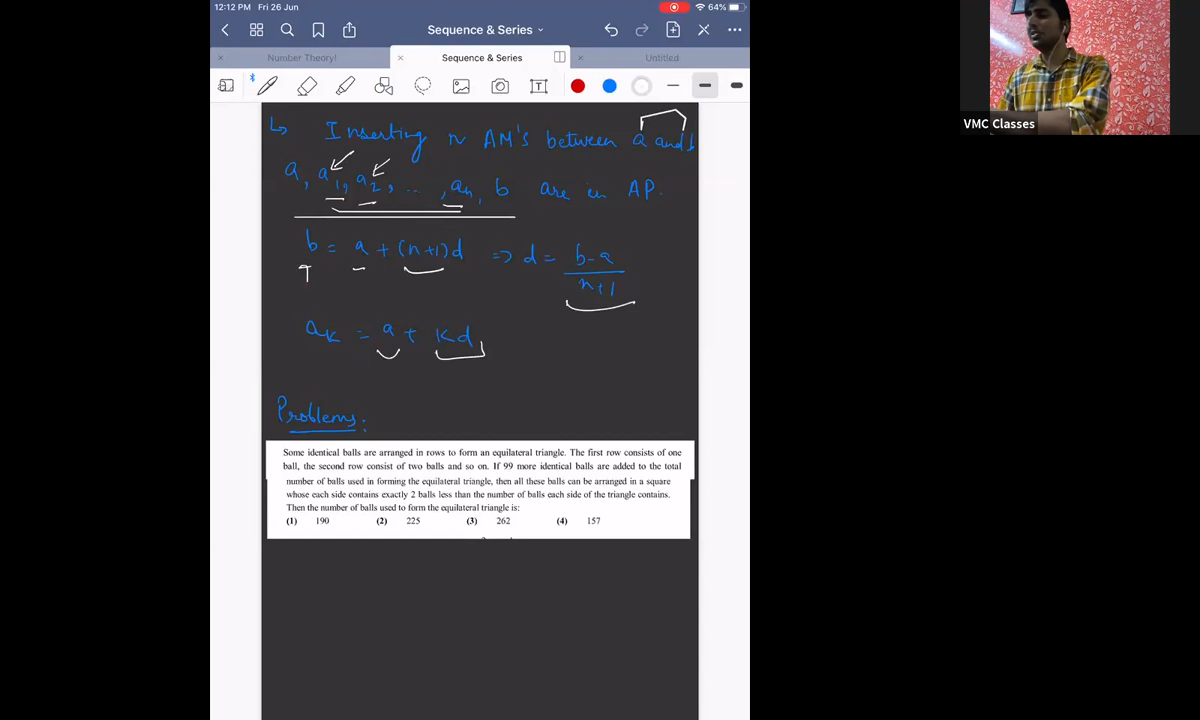 12:12 PM Fri 26 Jun
64%
Sequence & Series
Number Theory!
Sequence & Series
Untitled
VMC Classes
↳ Inserting n AM's between a and b
a, a1, a2, ..., an, b are in AP.
b = a + (n+1)d => d = b-a / n+1
aK = a + Kd
Problems:
Some identical balls are arranged in rows to form an equilateral triangle. The first row consists of one
ball, the second row consist of two balls and so on. If 99 more identical balls are added to the total
number of balls used in forming the equilateral triangle, then all these balls can be arranged in a square
whose each side contains exactly 2 balls less than the number of balls each side of the triangle contains.
Then the number of balls used to form the equilateral triangle is:
(1) 190 (2) 225 (3) 262 (4) 157